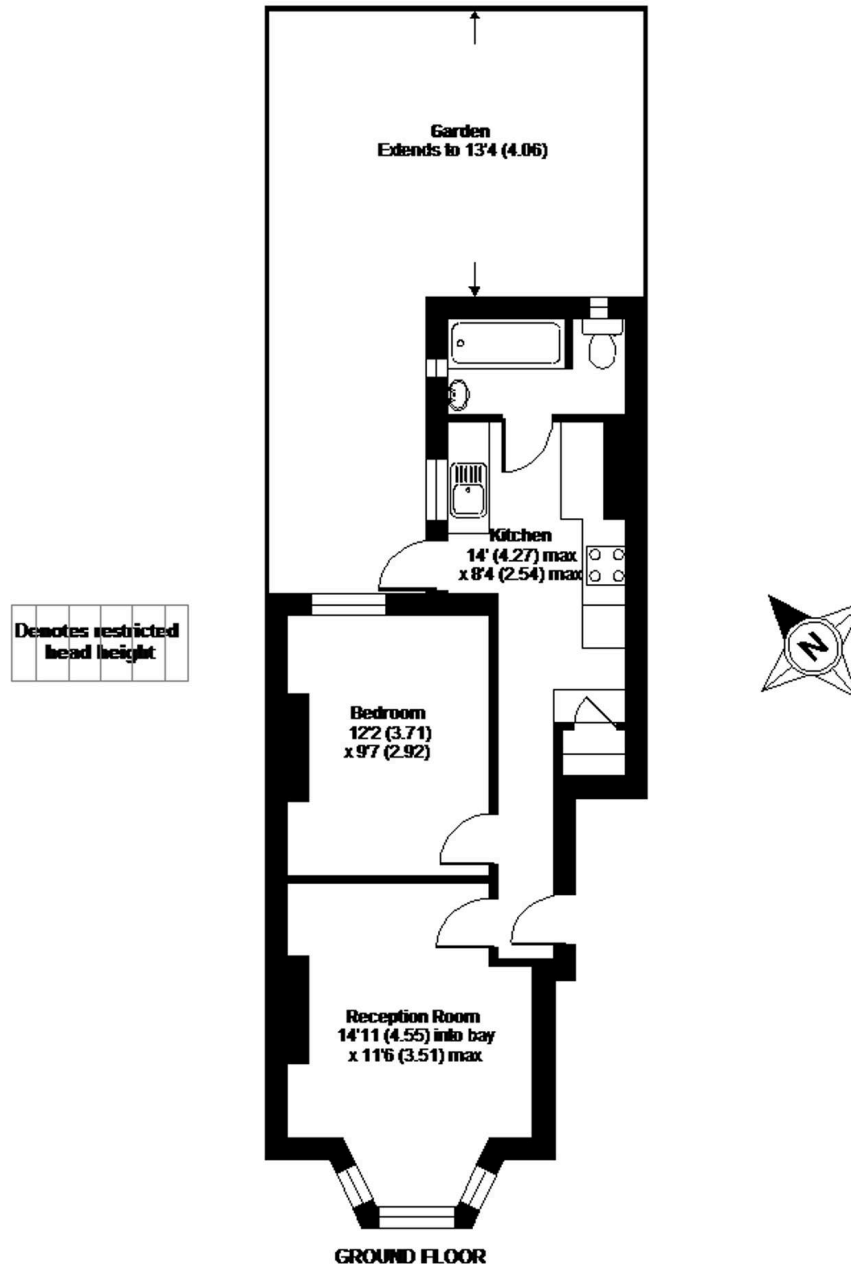 Garden
Extends to 13'4 (4.06)
Kitchen
14' (4.27) max
x 8'4 (2.54) max
Denotes restricted
head height
N
Bedroom
12'2 (3.71)
x 9'7 (2.92)
Reception Room
14'11 (4.55) into bay
x 11'6 (3.51) max
GROUND FLOOR